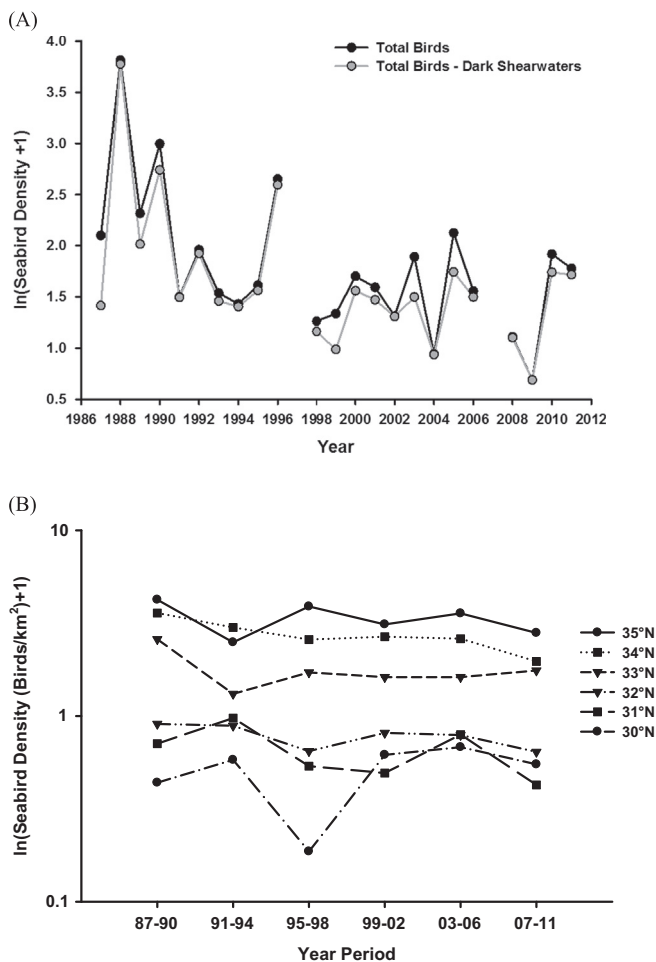 (A)
4.0
3.5
3.0
2.5
2.0
1.5
1.0
0.5
ln(Seabird Density +1)
Total Birds
Total Birds - Dark Shearwaters
1986 1988 1990 1992 1994 1996 1998 2000 2002 2004 2006 2008 2010 2012
Year
(B)
10
1
0.1
ln(Seabird Density (Birds/km²)+1)
35°N
34°N
33°N
32°N
31°N
30°N
87-90 91-94 95-98 99-02 03-06 07-11
Year Period